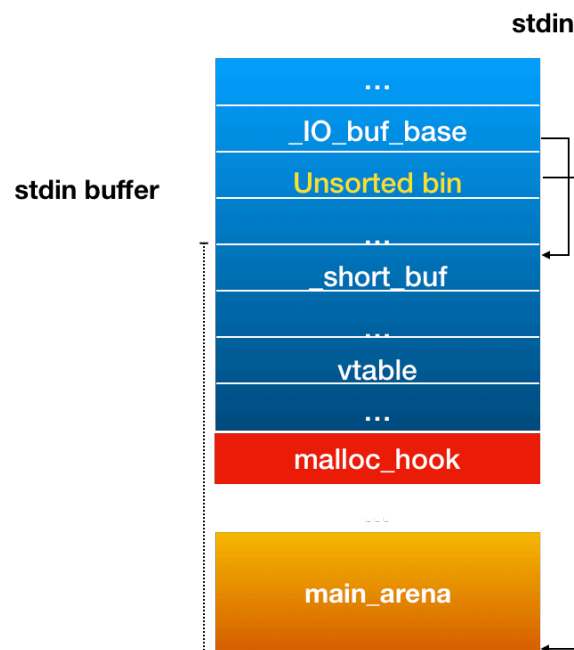 stdin
...
_IO_buf_base
stdin buffer
Unsorted bin
...
_short_buf
...
vtable
...
malloc_hook
...
main_arena